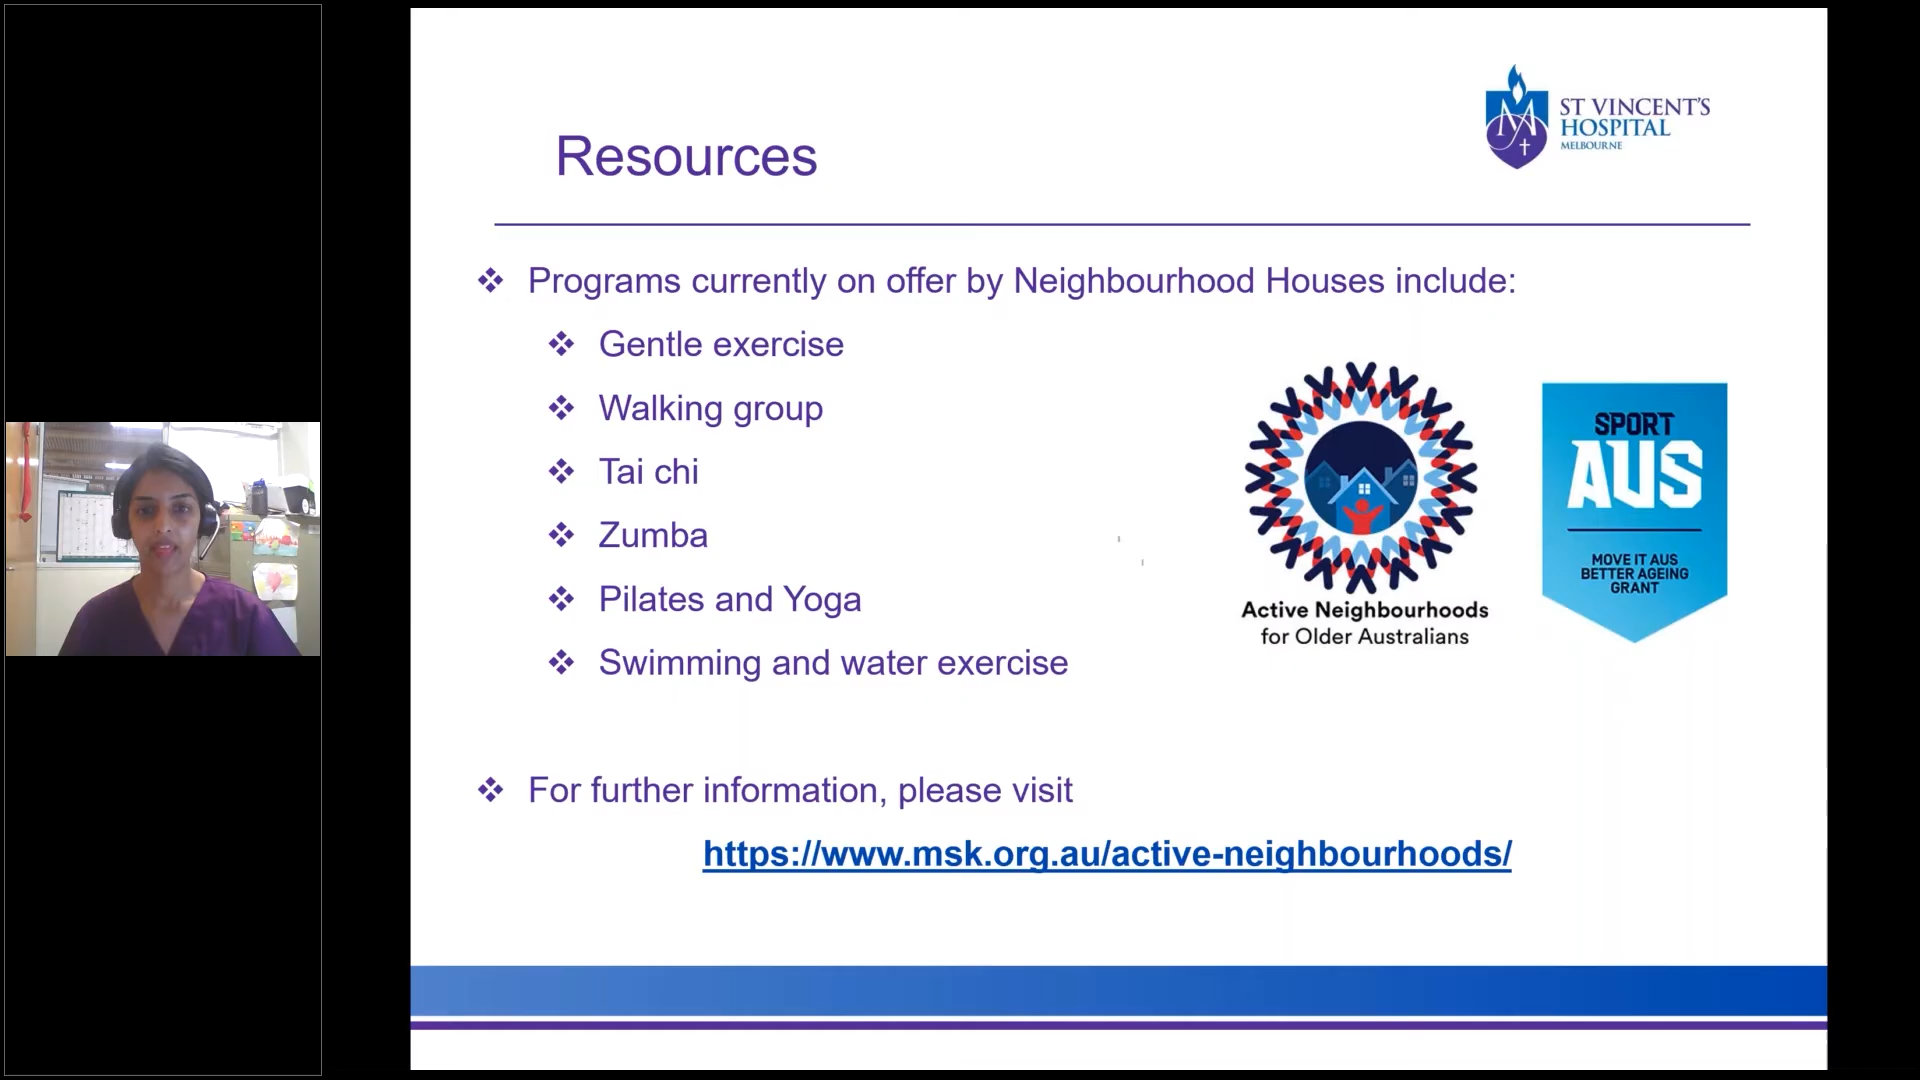 Resources
ST VINCENT'S
HOSPITAL
MELBOURNE
Programs currently on offer by Neighbourhood Houses include:
Gentle exercise
Walking group
Tai chi
Zumba
Pilates and Yoga
Swimming and water exercise
Active Neighbourhoods
for Older Australians
SPORT
AUS
MOVE IT AUS
BETTER AGEING
GRANT
For further information, please visit
https://www.msk.org.au/active-neighbourhoods/